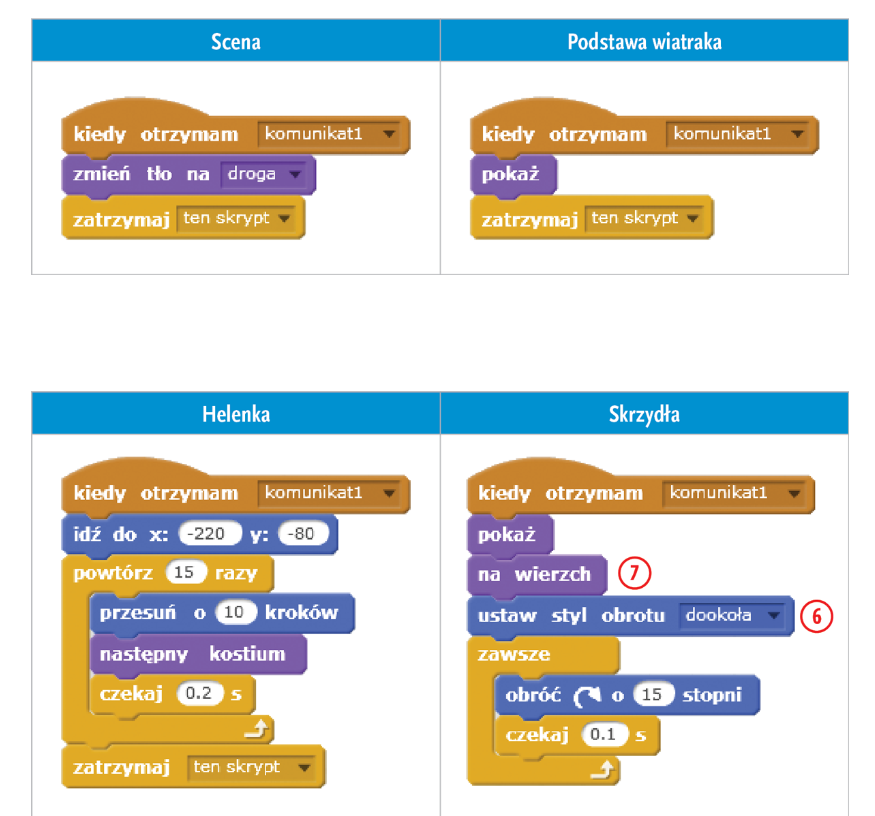 Scena
kiedy otrzymam komunikat1
zmień tło na droga
zatrzymaj ten skrypt
Podstawa wiatraka
kiedy otrzymam komunikat1
pokaż
zatrzymaj ten skrypt
Helenka
kiedy otrzymam komunikat1
idź do x: -220 y: -80
powtórz 15 razy
przesuń o 10 kroków
następny kostium
czekaj 0.2 s
zatrzymaj ten skrypt
Skrzydła
kiedy otrzymam komunikat1
pokaż
na wierzch 7
ustaw styl obrotu dookoła 6
zawsze
obróć o 15 stopni
czekaj 0.1 s